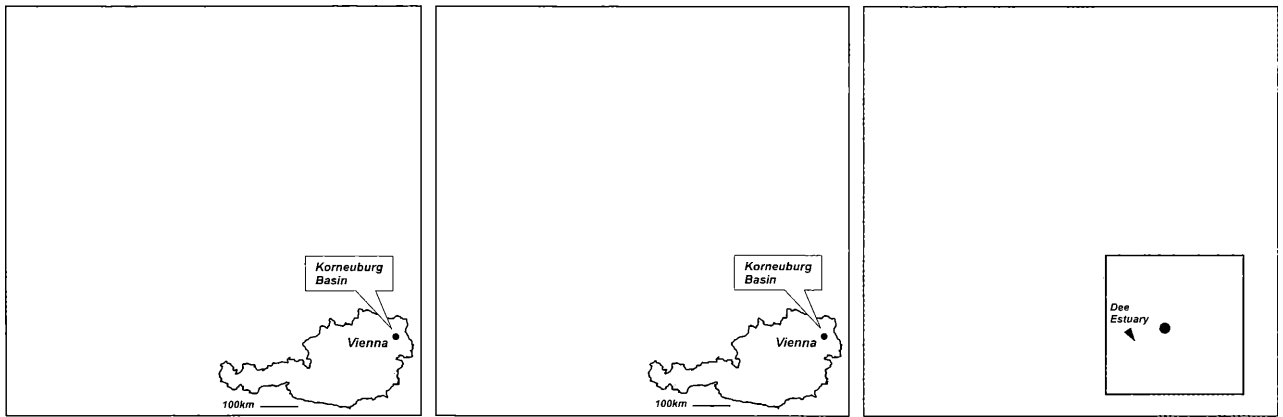 Korneuburg
Basin
Vienna
100km
Korneuburg
Basin
Vienna
100km
Dee
Estuary